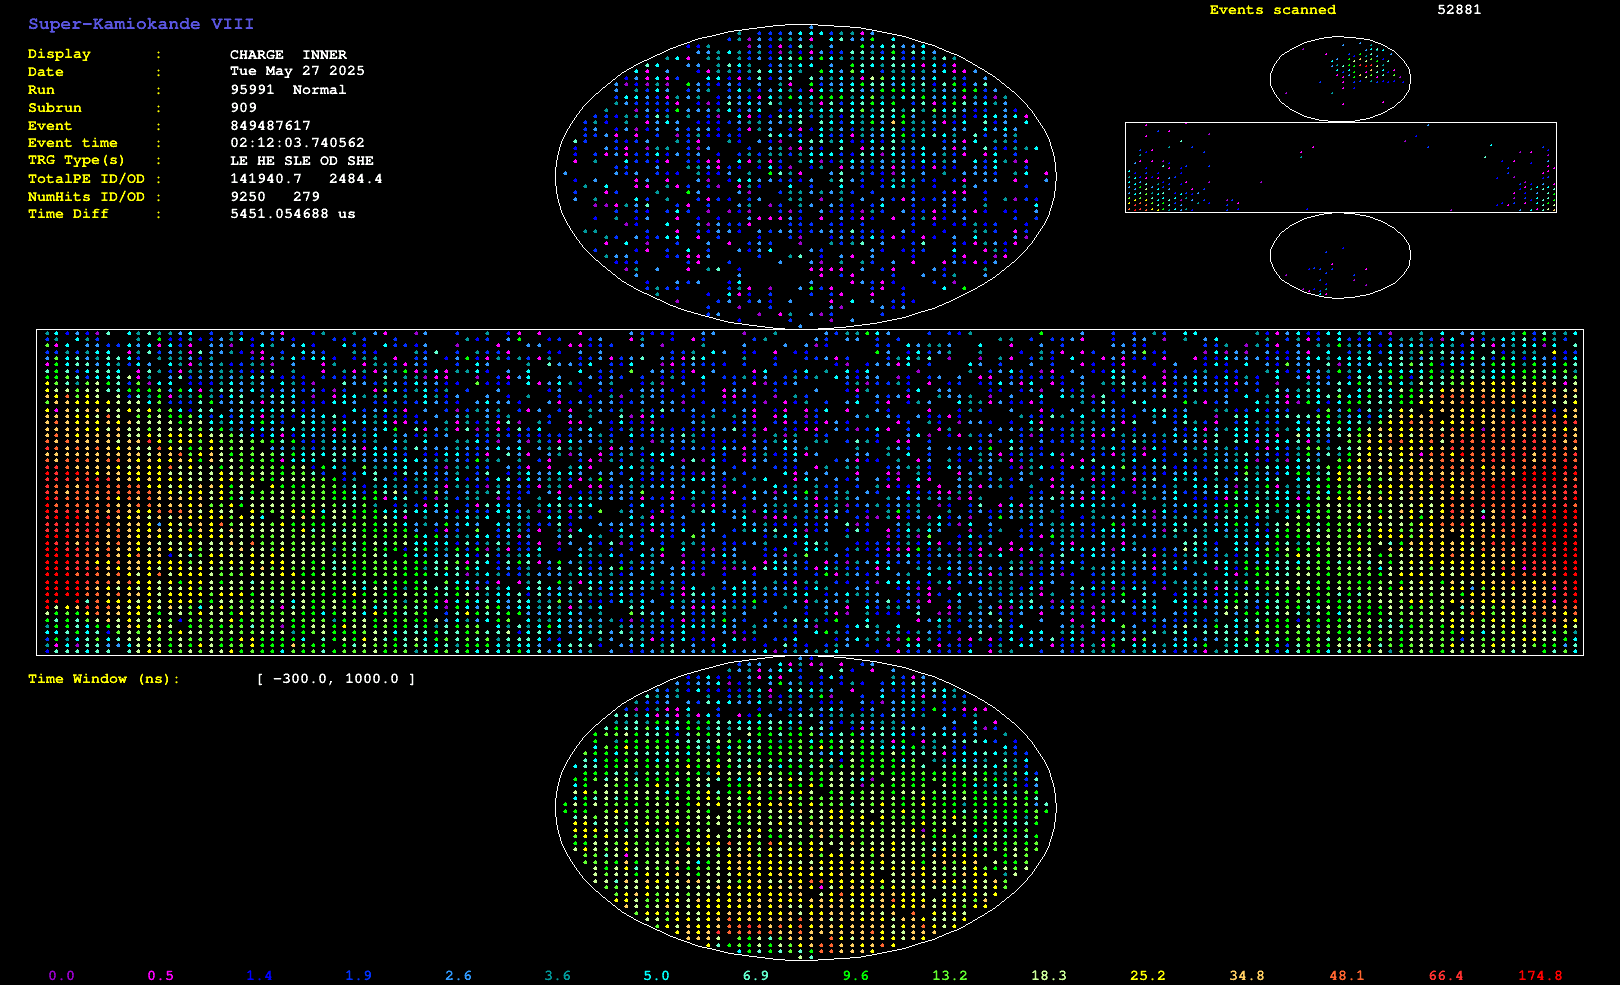 Super-Kamiokande VIII
Display : CHARGE INNER
Date : Tue May 27 2025
Run : 95991 Normal
Subrun : 909
Event : 849487617
Event time : 02:12:03.740562
TRG Type(s) : LE HE SLE OD SHE
TotalPE ID/OD : 141940.7 2484.4
NumHits ID/OD : 9250 279
Time Diff : 5451.054688 us
Events scanned 52881
Time Window (ns): [ -300.0, 1000.0 ]
0.0 0.5 1.4 1.9 2.6 3.6 5.0 6.9 9.6 13.2 18.3 25.2 34.8 48.1 66.4 174.8